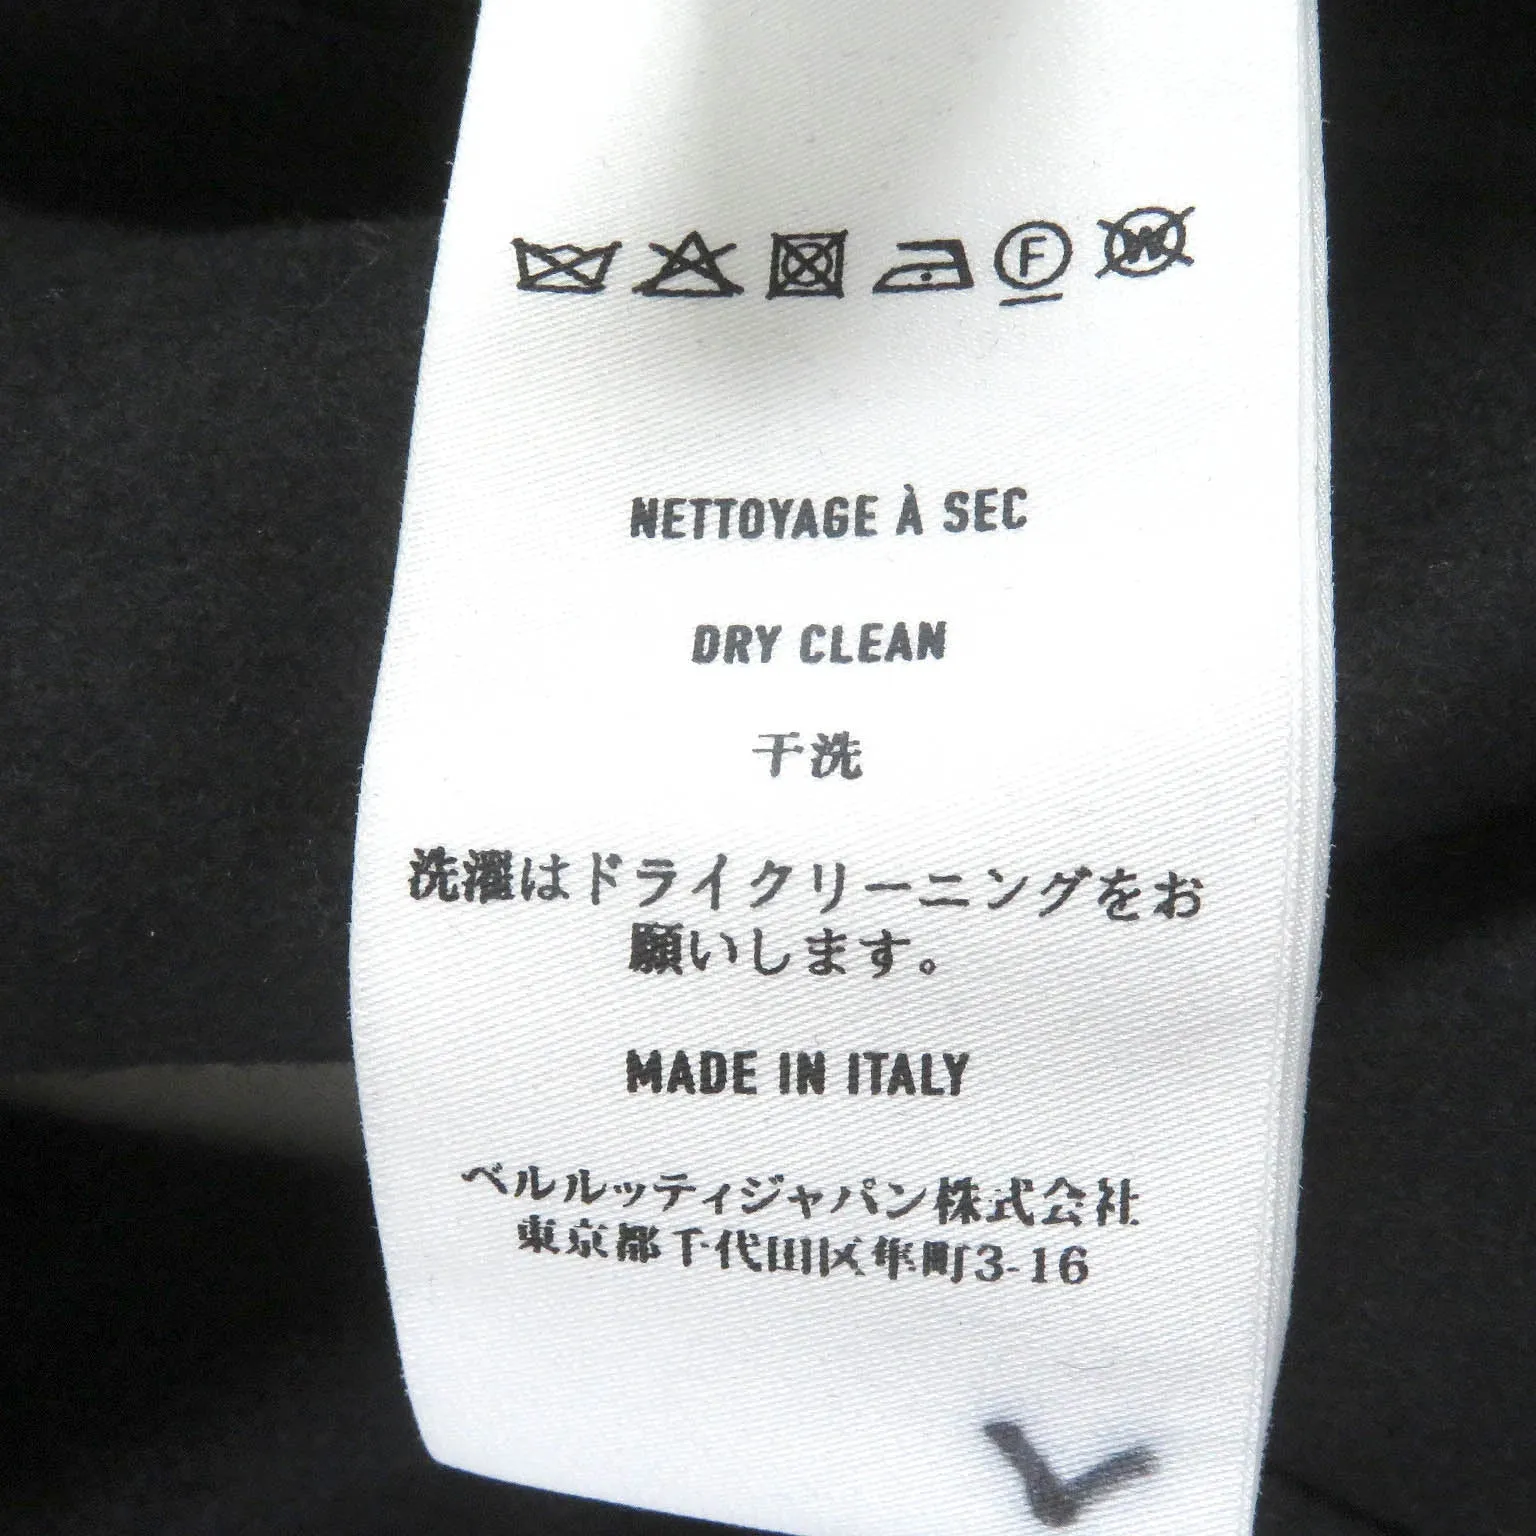 F W
NETTOYAGE À SEC
DRY CLEAN
干洗
洗濯はドライクリーニングをお
願いします。
MADE IN ITALY
ベルルッティジャパン株式会社
東京都千代田区隼町3-16